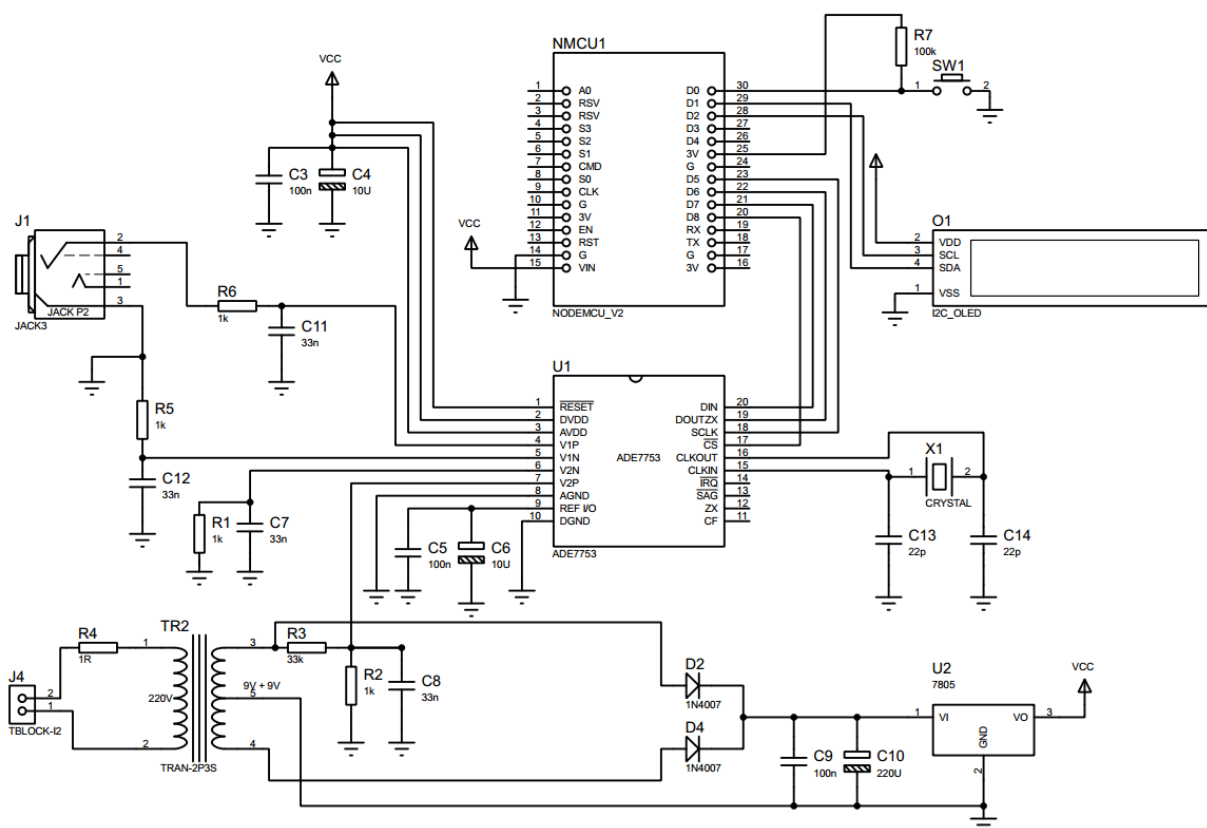 NMCU1
1 A0
2 RSV
3 RSV
4 S3
5 S2
6 S1
7 CMD
8 S0
9 CLK
10 G
11 3V
12 EN
13 RST
14 G
15 VIN
D0 30
D1 29
D2 28
D3 27
D4 26
3V 25
G 24
D5 23
D6 22
D7 21
D8 20
RX 19
TX 18
G 17
3V 16
NODEMCU_V2
R7
100k
SW1
1 2
VCC
C3
100n
C4
10U
VCC
J1
2
4
5
1
3
JACK P2
JACK3
R6
1k
C11
33n
O1
2 VDD
3 SCL
4 SDA
1 VSS
I2C_OLED
R5
1k
C12
33n
R1
1k
C7
33n
U1
1 RESET
2 DVDD
3 AVDD
4 V1P
5 V1N
6 V2N
7 V2P
8 AGND
9 REF I/O
10 DGND
ADE7753
DIN 20
DOUTZX 19
SCLK 18
CS 17
CLKOUT 16
CLKIN 15
IRQ 14
SAG 13
ZX 12
CF 11
ADE7753
X1
1 2
CRYSTAL
C13
22p
C14
22p
C5
100n
C6
10U
J4
2
1
TBLOCK-I2
R4
1R
TR2
1
2
220V
3
9V + 9V
5
4
TRAN-2P3S
R3
33k
R2
1k
C8
33n
D2
1N4007
D4
1N4007
C9
100n
C10
220U
U2
7805
1 VI
VO 3
GND
2
VCC